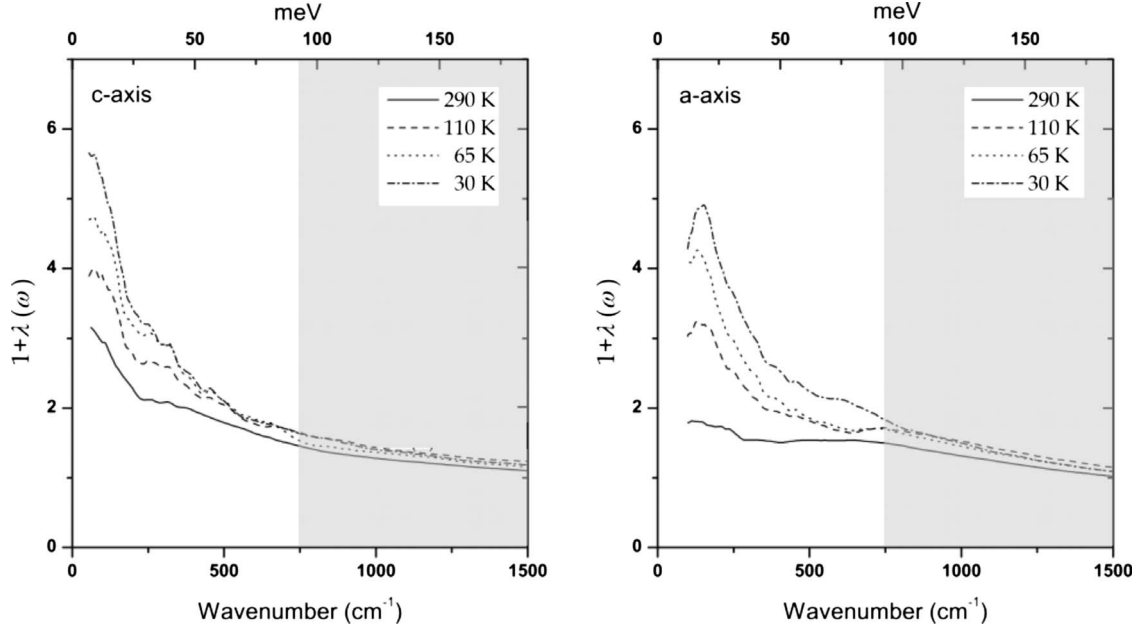 meV
0 50 100 150
c-axis
290 K
110 K
65 K
30 K
6
4
2
0
1+λ(ω)
0 500 1000 1500
Wavenumber (cm⁻¹)
meV
0 50 100 150
a-axis
290 K
110 K
65 K
30 K
6
4
2
0
1+λ(ω)
0 500 1000 1500
Wavenumber (cm⁻¹)